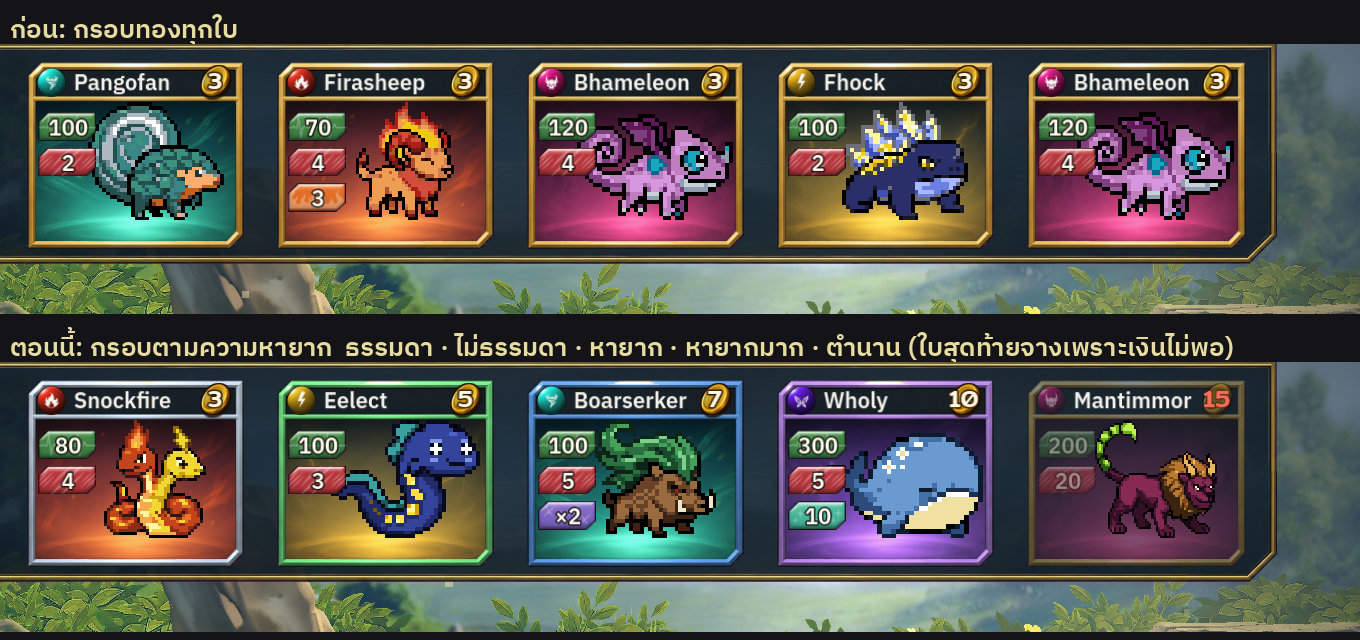 ก่อน: กรอบทองทุกใบ
Pangofan 3 Firasheep 3 Bhameleon 3 Fhock 3 Bhameleon 3
100 70 120 100 120
2 4 4 2 4
3
ตอนนี้: กรอบตามความหายาก ธรรมดา · ไม่ธรรมดา · หายาก · หายากมาก · ตำนาน (ใบสุดท้ายจางเพราะเงินไม่พอ)
Snockfire 3 Eelect 5 Boarserker 7 Wholy 10 Mantimmor 15
80 100 100 300 200
4 3 5 5 20
×2 10